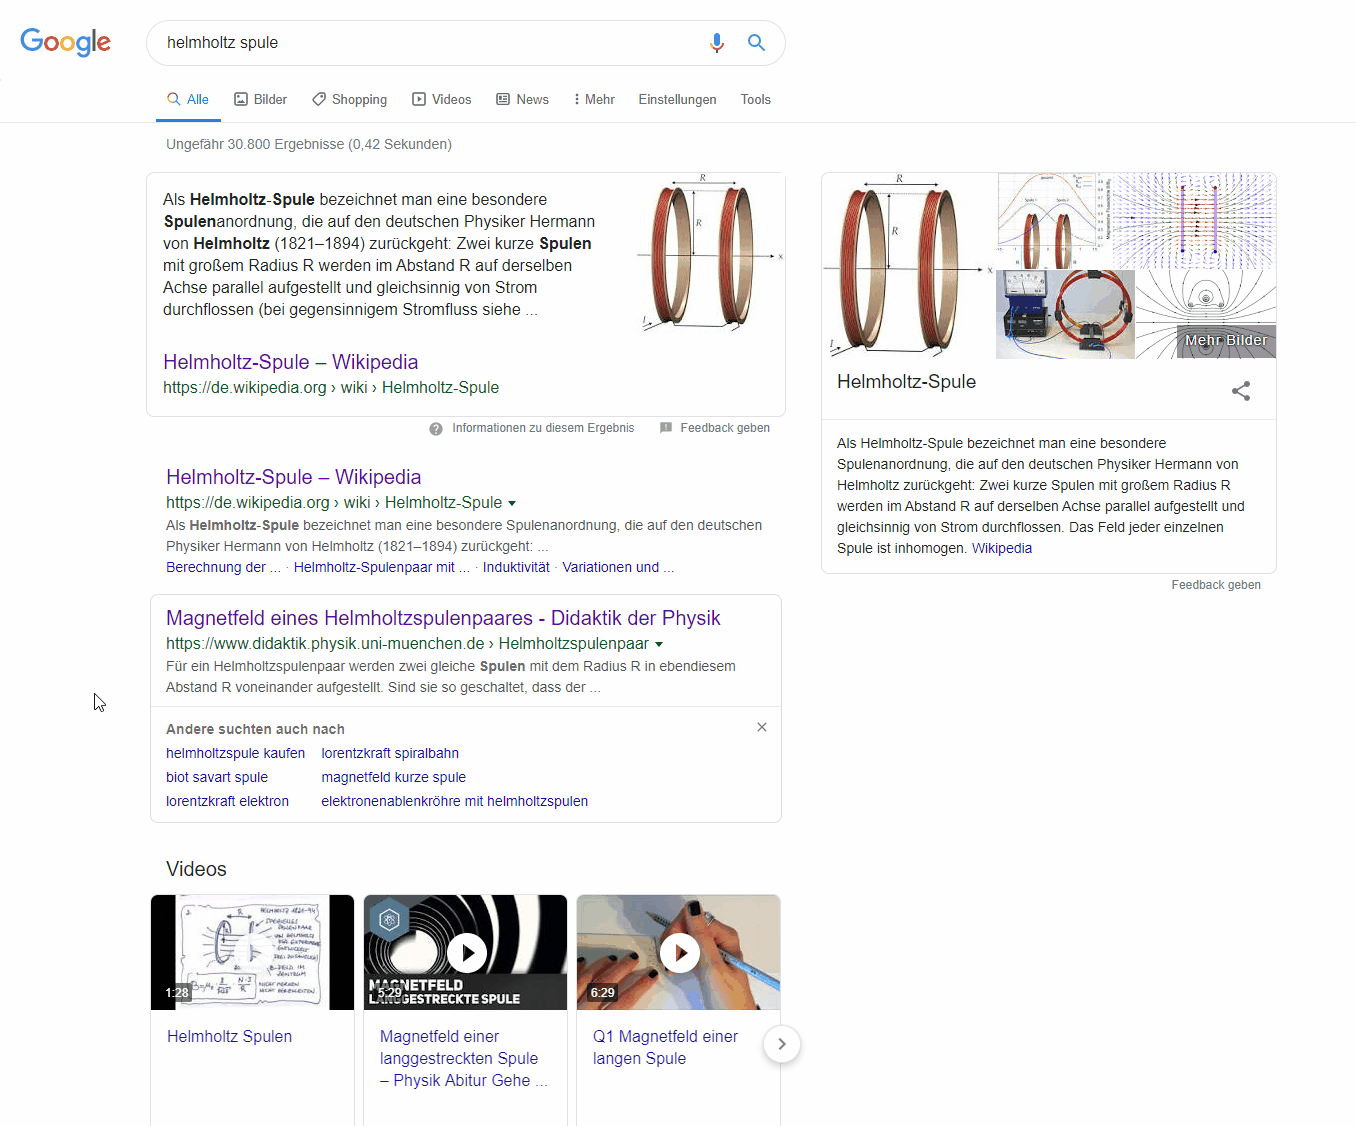 Google
helmholtz spule
Alle Bilder Shopping Videos News Mehr Einstellungen Tools
Ungefähr 30.800 Ergebnisse (0,42 Sekunden)
Als Helmholtz-Spule bezeichnet man eine besondere
Spulenanordnung, die auf den deutschen Physiker Hermann
von Helmholtz (1821–1894) zurückgeht: Zwei kurze Spulen
mit großem Radius R werden im Abstand R auf derselben
Achse parallel aufgestellt und gleichsinnig von Strom
durchflossen (bei gegensinnigem Stromfluss siehe ...
R
R
x
I
Helmholtz-Spule – Wikipedia
https://de.wikipedia.org › wiki › Helmholtz-Spule
Informationen zu diesem Ergebnis Feedback geben
Helmholtz-Spule – Wikipedia
https://de.wikipedia.org › wiki › Helmholtz-Spule
Als Helmholtz-Spule bezeichnet man eine besondere Spulenanordnung, die auf den deutschen
Physiker Hermann von Helmholtz (1821–1894) zurückgeht: ...
Berechnung der ... · Helmholtz-Spulenpaar mit ... · Induktivität · Variationen und ...
Magnetfeld eines Helmholtzspulenpaares - Didaktik der Physik
https://www.didaktik.physik.uni-muenchen.de › Helmholtzspulenpaar
Für ein Helmholtzspulenpaar werden zwei gleiche Spulen mit dem Radius R in ebendiesem
Abstand R voneinander aufgestellt. Sind sie so geschaltet, dass der ...
Andere suchten auch nach
helmholtzspule kaufen lorentzkraft spiralbahn
biot savart spule magnetfeld kurze spule
lorentzkraft elektron elektronenablenkröhre mit helmholtzspulen
Videos
HELMHOLTZ 1821-94
1:28
MAGNETFELD
5:29
LANGGESTRECKTE SPULE
6:29
Helmholtz Spulen
Magnetfeld einer
langgestreckten Spule
– Physik Abitur Gehe ...
Q1 Magnetfeld einer
langen Spule
R
R
x
I
Mehr Bilder
Helmholtz-Spule
Als Helmholtz-Spule bezeichnet man eine besondere
Spulenanordnung, die auf den deutschen Physiker Hermann von
Helmholtz zurückgeht: Zwei kurze Spulen mit großem Radius R
werden im Abstand R auf derselben Achse parallel aufgestellt und
gleichsinnig von Strom durchflossen. Das Feld jeder einzelnen
Spule ist inhomogen. Wikipedia
Feedback geben